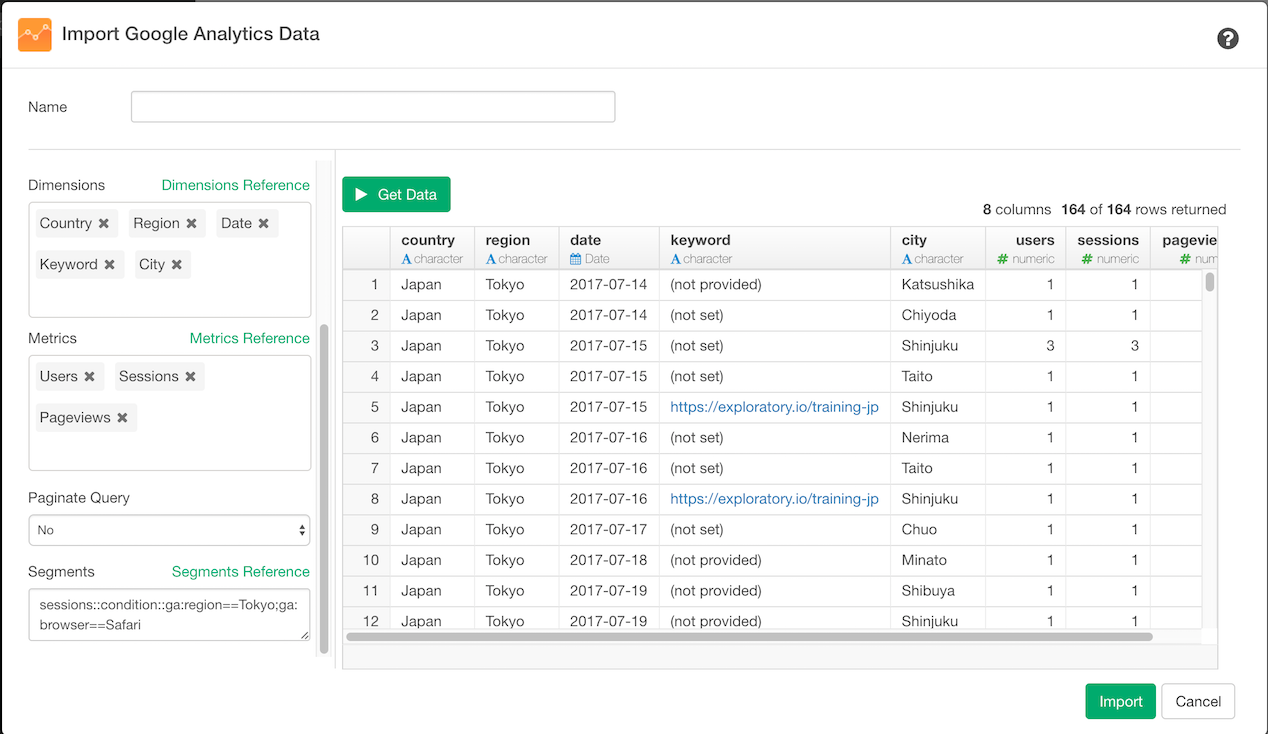 Import Google Analytics Data
?
Name
Dimensions Dimensions Reference
Country ✖ Region ✖ Date ✖
Keyword ✖ City ✖
Metrics Metrics Reference
Users ✖ Sessions ✖
Pageviews ✖
Paginate Query
No
Segments Segments Reference
sessions::condition::ga:region==Tokyo;ga:
browser==Safari
Get Data
8 columns 164 of 164 rows returned
country region date keyword city users sessions pagevie
A character A character Date A character A character # numeric # numeric # num
1 Japan Tokyo 2017-07-14 (not provided) Katsushika 1 1
2 Japan Tokyo 2017-07-14 (not set) Chiyoda 1 1
3 Japan Tokyo 2017-07-15 (not set) Shinjuku 3 3
4 Japan Tokyo 2017-07-15 (not set) Taito 1 1
5 Japan Tokyo 2017-07-15 https://exploratory.io/training-jp Shinjuku 1 1
6 Japan Tokyo 2017-07-16 (not set) Nerima 1 1
7 Japan Tokyo 2017-07-16 (not set) Taito 1 1
8 Japan Tokyo 2017-07-16 https://exploratory.io/training-jp Shinjuku 1 1
9 Japan Tokyo 2017-07-17 (not set) Chuo 1 1
10 Japan Tokyo 2017-07-18 (not provided) Minato 1 1
11 Japan Tokyo 2017-07-19 (not provided) Shibuya 1 1
12 Japan Tokyo 2017-07-19 (not provided) Shinjuku 1 1
Import Cancel